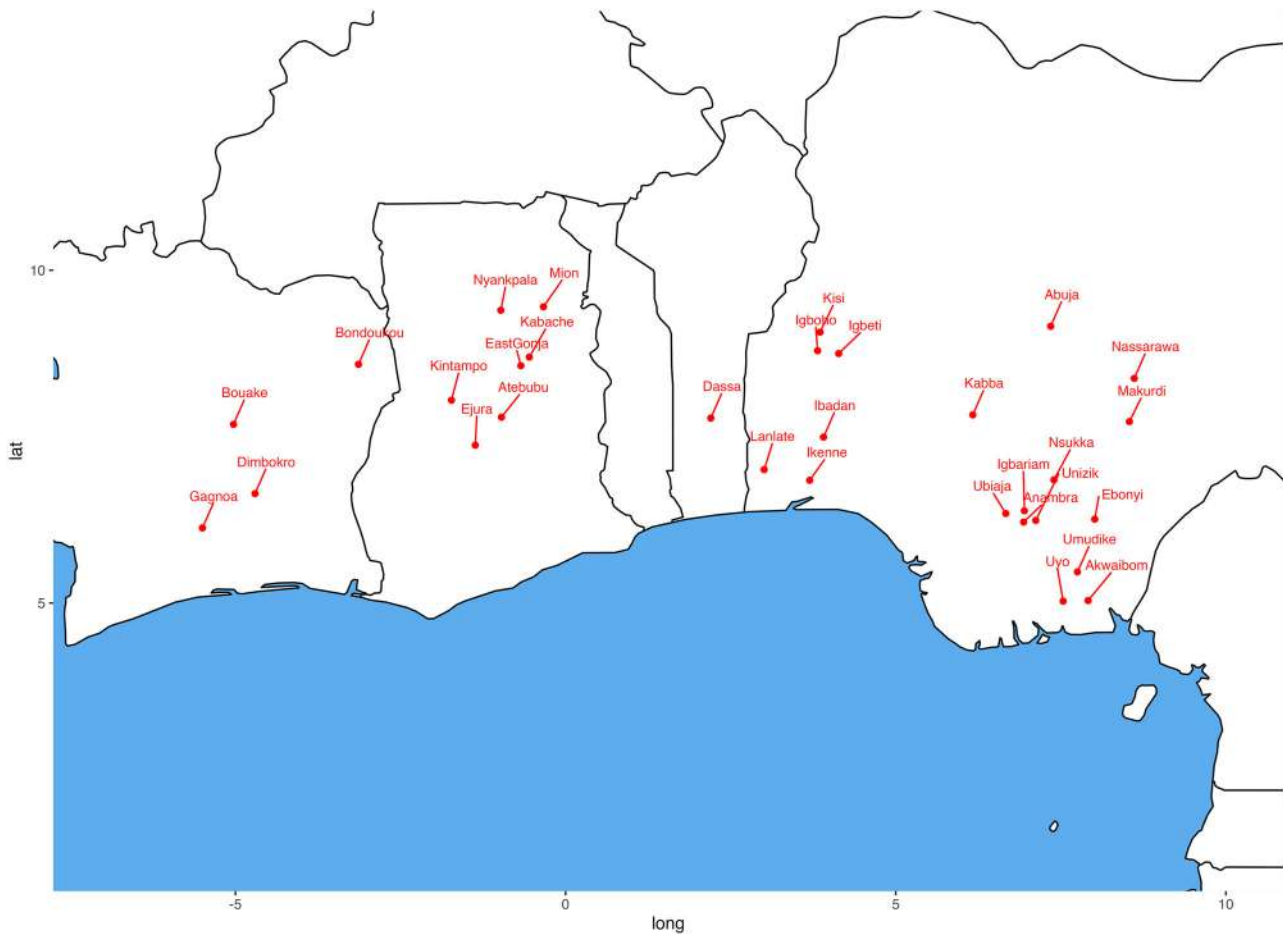 Mion
Nyankpala
Abuja
Kisi
Kabache
Igboho
Igbeti
Bondoukou
EastGonja
Nassarawa
Kintampo
Kabba
Bouake
Atebubu
Dassa
Makurdi
Ejura
Ibadan
Lanlate
Nsukka
Dimbokro
Ikenne
Igbariam
Unizik
Gagnoa
Ubiaja
Anambra
Ebonyi
Umudike
Uyo
Akwaibom
10
5
lat
-5
0
5
10
long